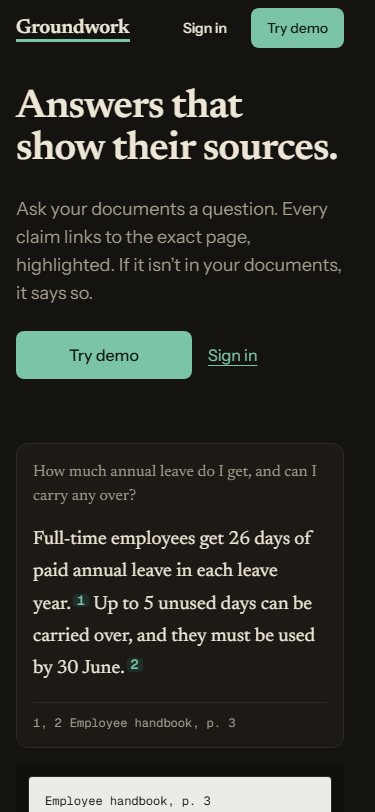 Groundwork
Sign in
Try demo
Answers that
show their sources.
Ask your documents a question. Every
claim links to the exact page,
highlighted. If it isn’t in your documents,
it says so.
Try demo
Sign in
How much annual leave do I get, and can I
carry any over?
Full-time employees get 26 days of
paid annual leave in each leave
year. 1 Up to 5 unused days can be
carried over, and they must be used
by 30 June. 2
1, 2 Employee handbook, p. 3
Employee handbook, p. 3